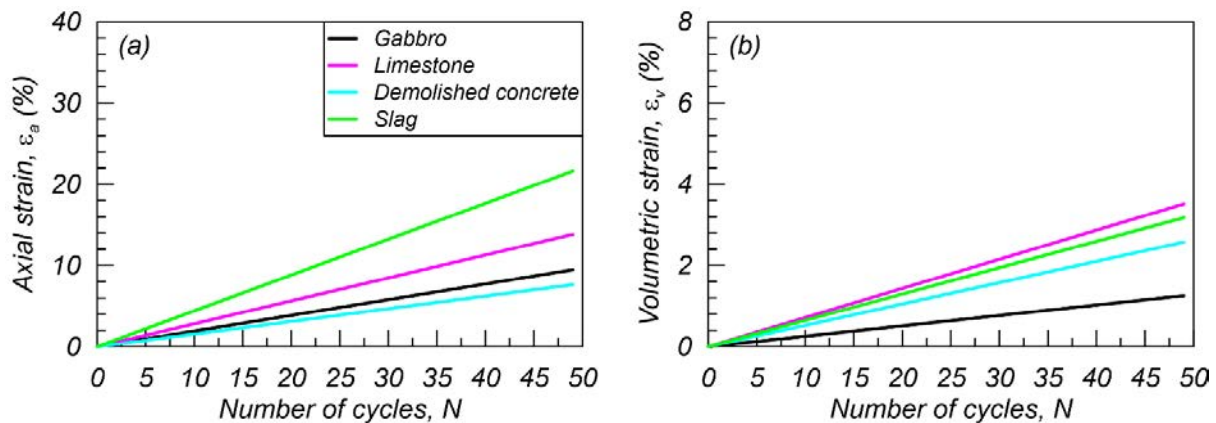 (a)
Gabbro
Limestone
Demolished concrete
Slag
Axial strain, εa (%)
40
30
20
10
0
0 5 10 15 20 25 30 35 40 45 50
Number of cycles, N
(b)
Volumetric strain, εv (%)
8
6
4
2
0
0 5 10 15 20 25 30 35 40 45 50
Number of cycles, N